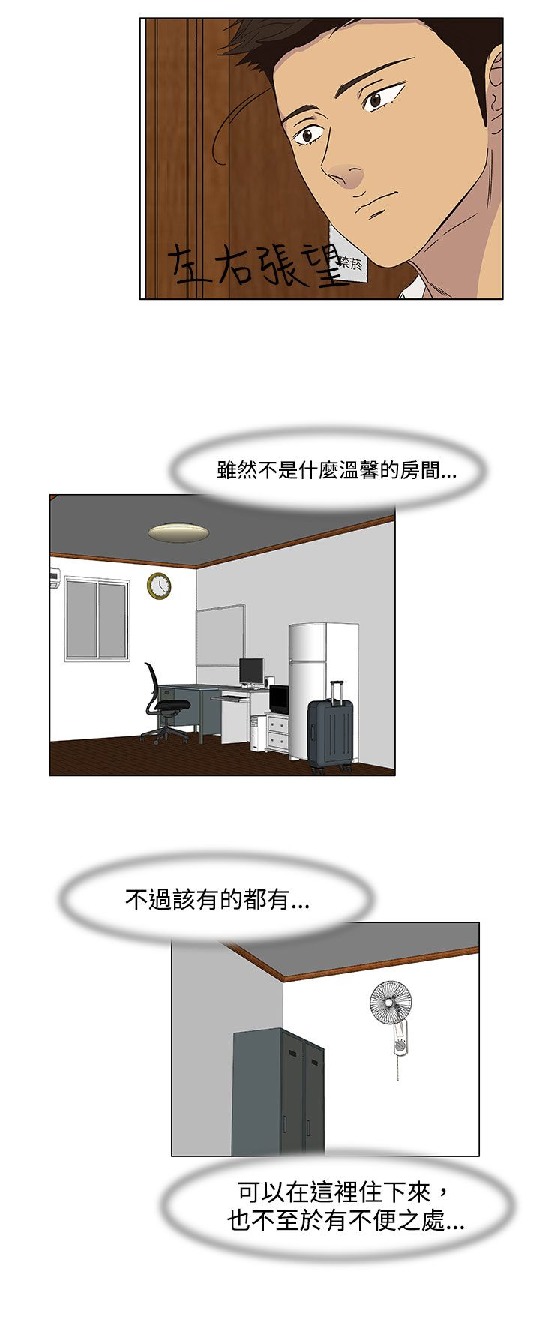 左右張望
禁菸
雖然不是什麼溫馨的房間...
不過該有的都有...
可以在這裡住下來，
也不至於有不便之處...